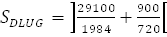 S_DLUG = ]29100/1984 + 900/720[